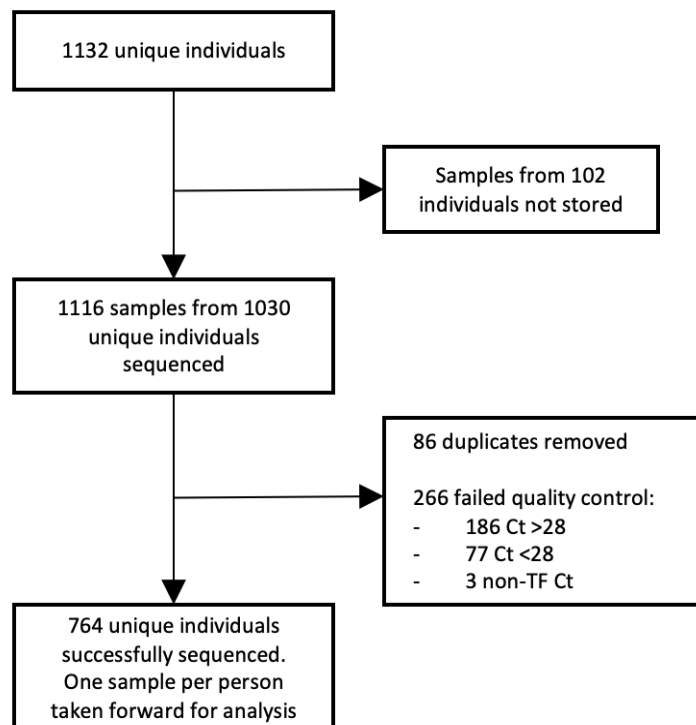 1132 unique individuals
Samples from 102
individuals not stored
1116 samples from 1030
unique individuals
sequenced
86 duplicates removed
266 failed quality control:
- 186 Ct >28
- 77 Ct <28
- 3 non-TF Ct
764 unique individuals
successfully sequenced.
One sample per person
taken forward for analysis